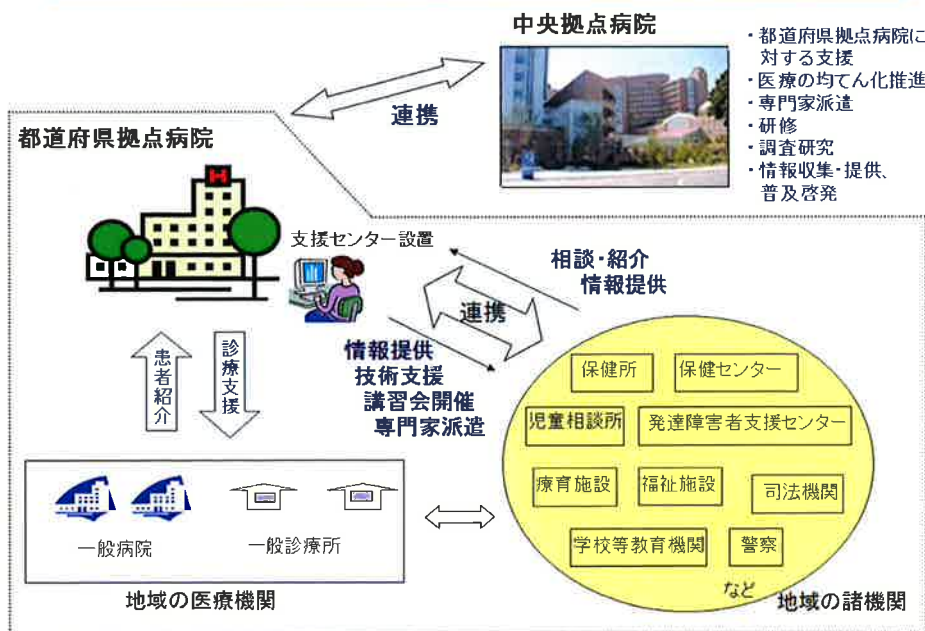 中央拠点病院
・都道府県拠点病院に
対する支援
・医療の均てん化推進
・専門家派遣
・研修
・調査研究
・情報収集・提供、
普及啓発
連携
都道府県拠点病院
H
支援センター設置
相談・紹介
情報提供
連携
情報提供
技術支援
講習会開催
専門家派遣
患者紹介
診療支援
保健所
保健センター
児童相談所
発達障害者支援センター
療育施設
福祉施設
司法機関
学校等教育機関
警察
など
一般病院
一般診療所
地域の医療機関
地域の諸機関